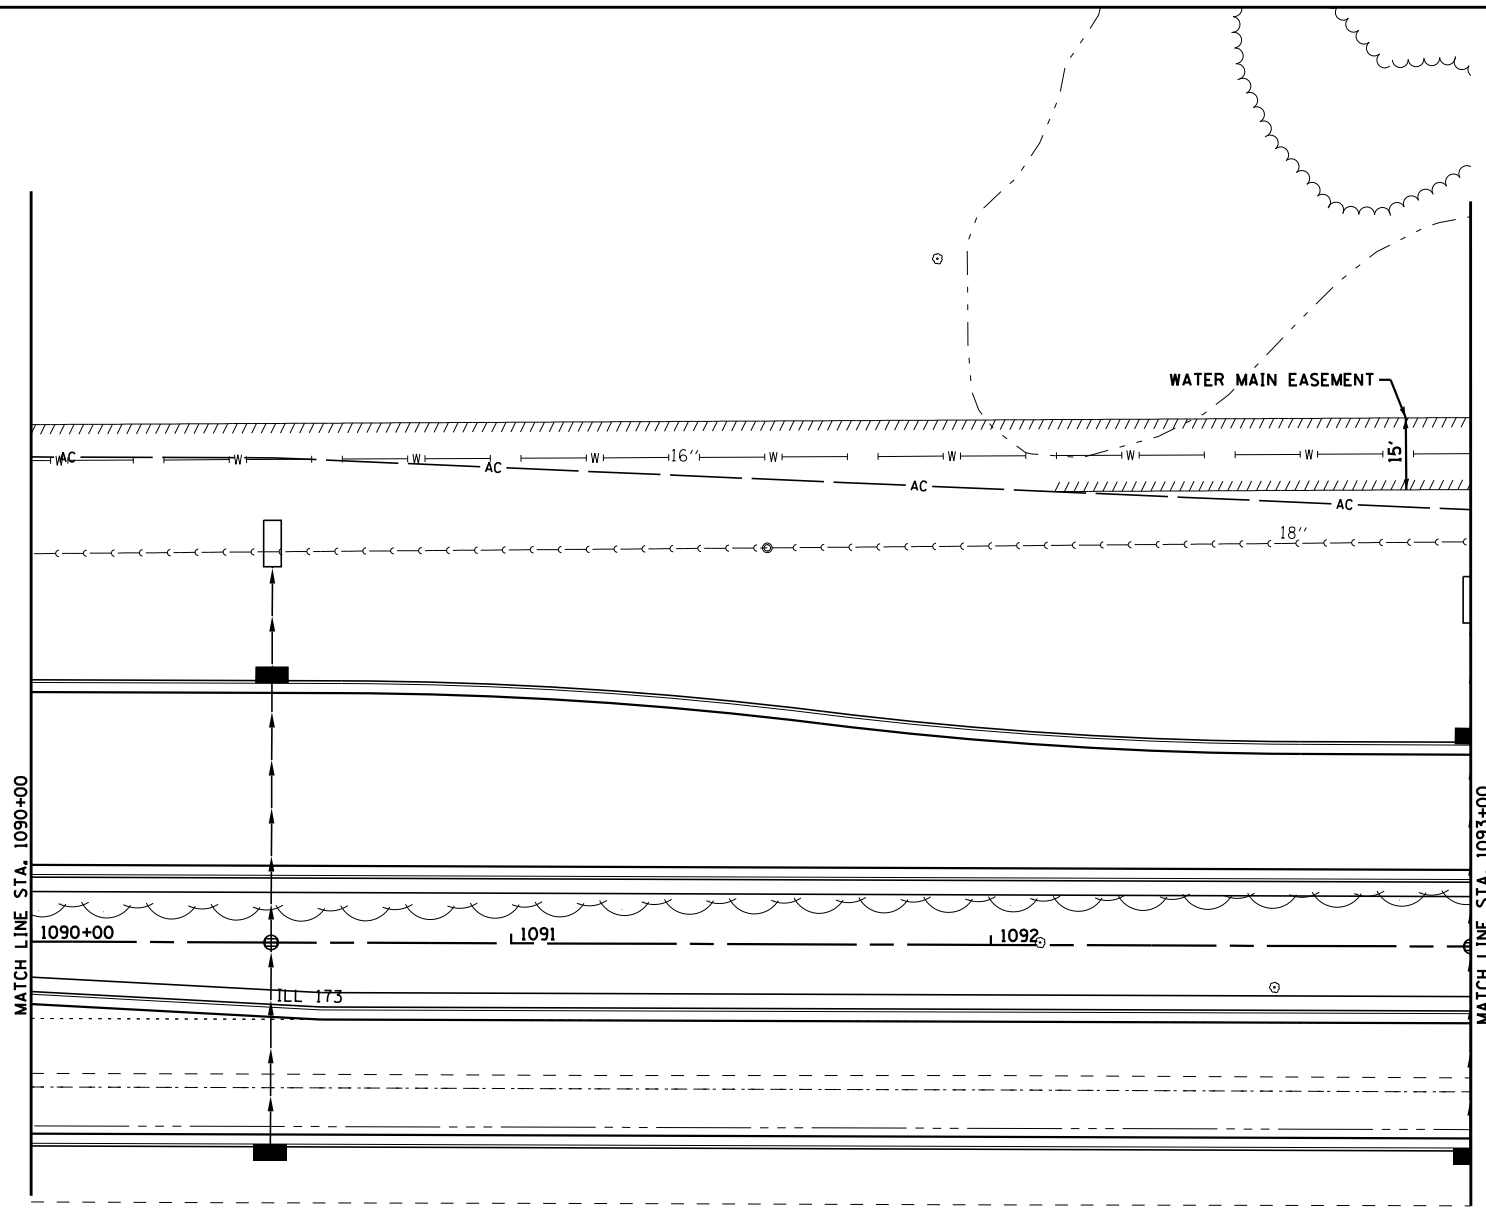 WATER MAIN EASEMENT
15'
AC
W W W 16'' W W W W
AC
AC
AC
18''
MATCH LINE STA. 1090+00
MATCH LINE STA. 1093+00
1090+00
1091
1092
ILL 173